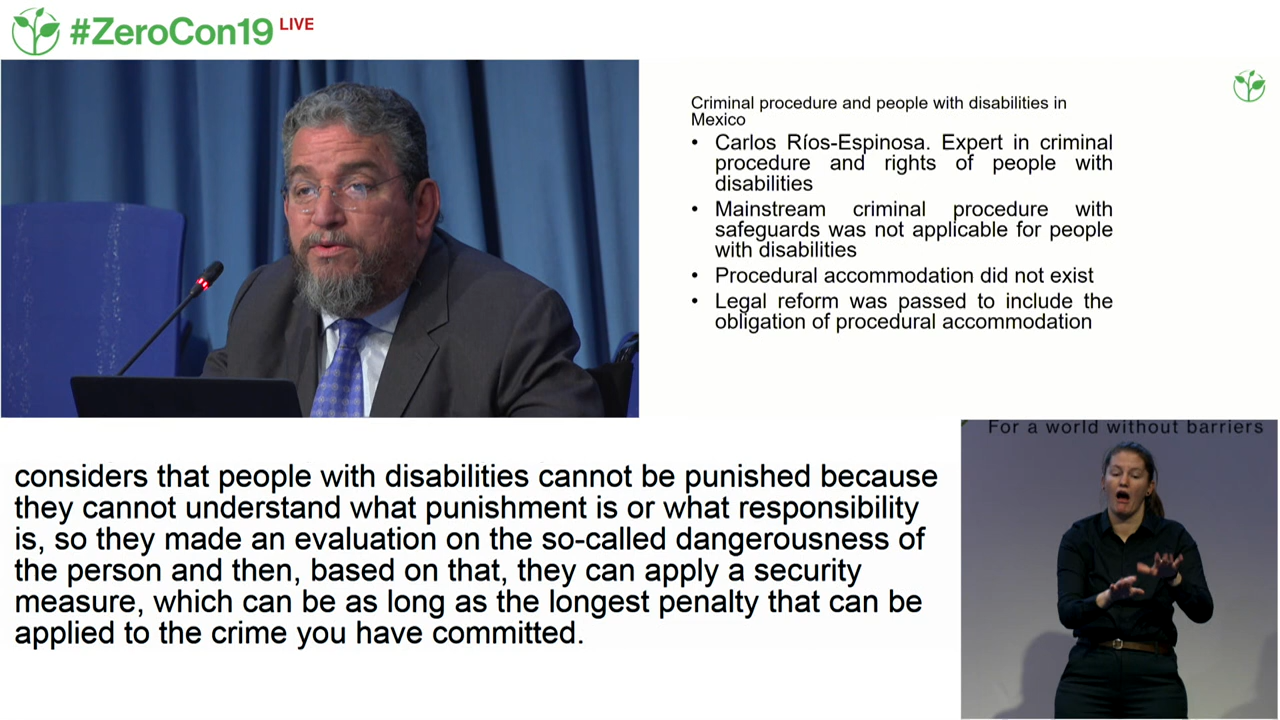 #ZeroCon19 LIVE
Criminal procedure and people with disabilities in
Mexico
• Carlos Ríos-Espinosa. Expert in criminal
procedure and rights of people with
disabilities
• Mainstream criminal procedure with
safeguards was not applicable for people
with disabilities
• Procedural accommodation did not exist
• Legal reform was passed to include the
obligation of procedural accommodation
For a world without barriers
considers that people with disabilities cannot be punished because
they cannot understand what punishment is or what responsibility
is, so they made an evaluation on the so-called dangerousness of
the person and then, based on that, they can apply a security
measure, which can be as long as the longest penalty that can be
applied to the crime you have committed.